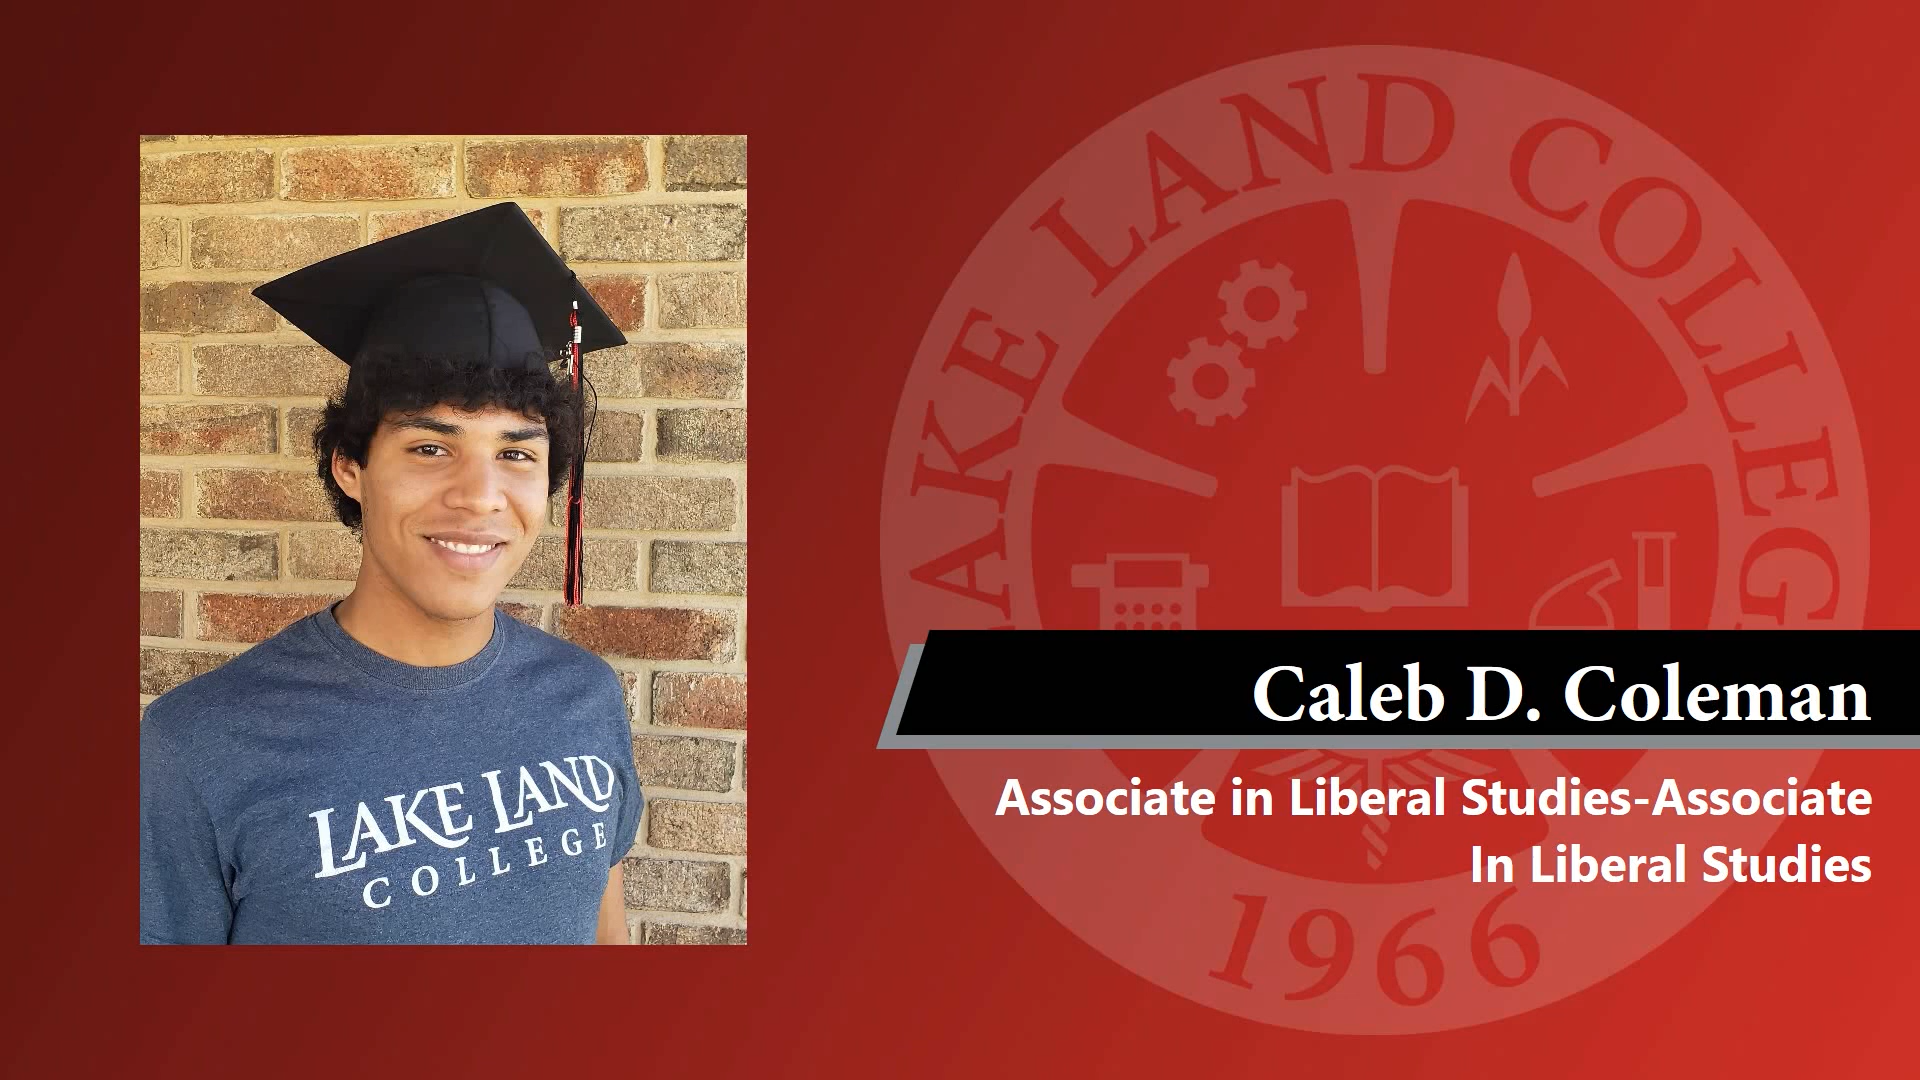 LAKE LAND COLLEGE
Caleb D. Coleman
Associate in Liberal Studies-Associate
In Liberal Studies
1966
LAKE LAND
COLLEGE